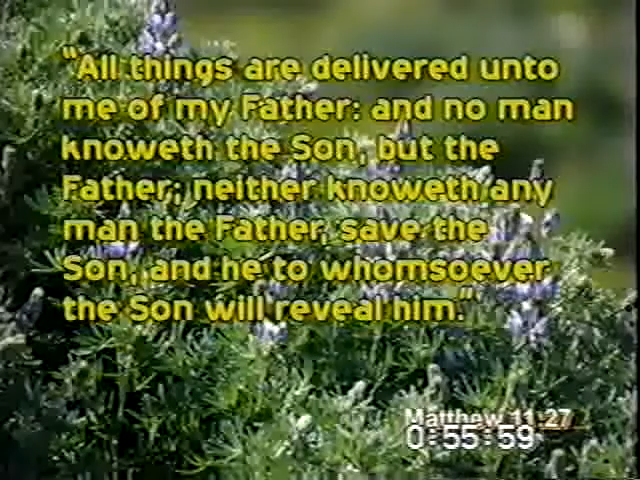 “All things are delivered unto
me of my Father: and no man
knoweth the Son, but the
Father; neither knoweth any
man the Father, save the
Son, and he to whomsoever
the Son will reveal him.”
Matthew 11:27
0:55:59